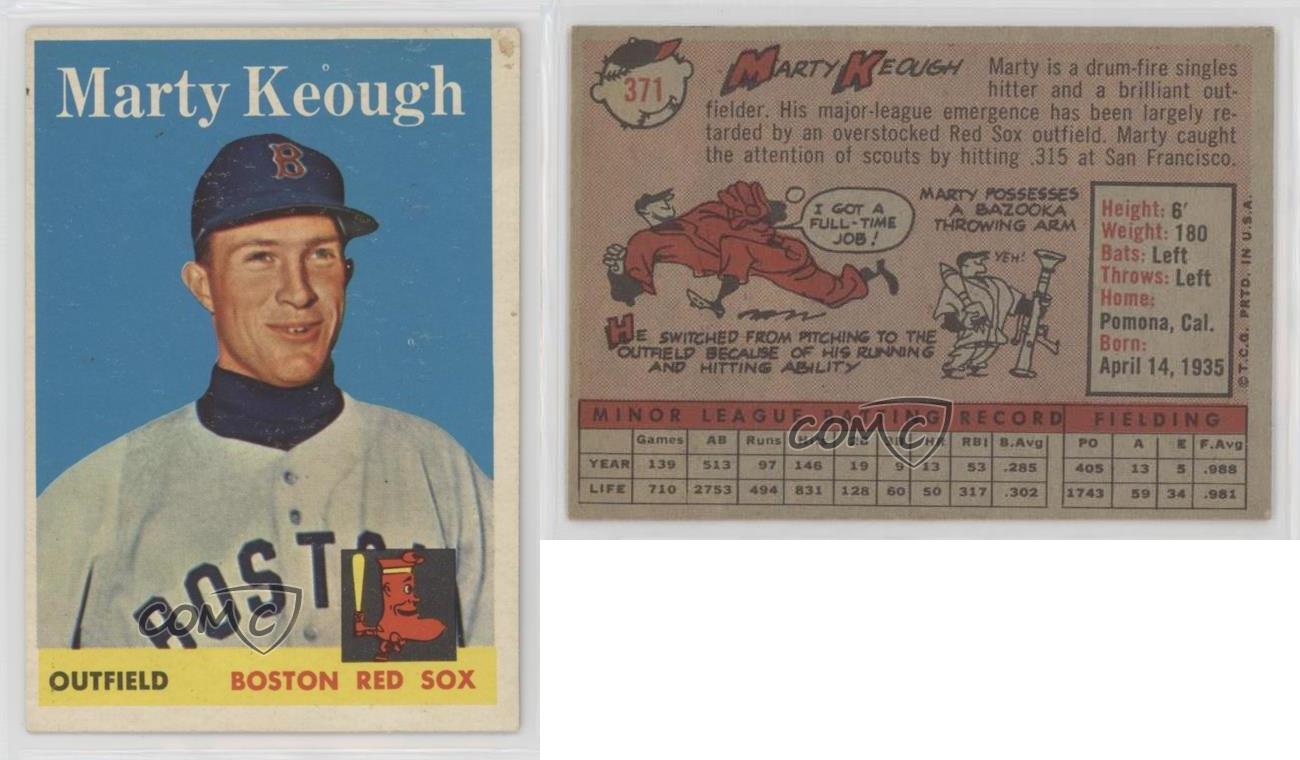 Marty Keough
B
BOSTO
COMC
OUTFIELD BOSTON RED SOX
371
MARTY KEOUGH
Marty is a drum-fire singles
hitter and a brilliant out-
fielder. His major-league emergence has been largely re-
tarded by an overstocked Red Sox outfield. Marty caught
the attention of scouts by hitting .315 at San Francisco.
I GOT A
FULL-TIME
JOB!
HE SWITCHED FROM PITCHING TO THE
OUTFIELD BECAUSE OF HIS RUNNING
AND HITTING ABILITY
MARTY POSSESSES
A BAZOOKA
THROWING ARM
YEH!
Height: 6'
Weight: 180
Bats: Left
Throws: Left
Home:
Pomona, Cal.
Born:
April 14, 1935
© T.C.G. PRTD. IN U.S.A.
MINOR LEAGUE BATTING RECORD FIELDING
Games AB Runs HR RBI B.Avg PO A E F.Avg
YEAR 139 513 97 146 19 9 13 53 .285 405 13 5 .988
LIFE 710 2753 494 831 128 60 50 317 .302 1743 59 34 .981
COMC